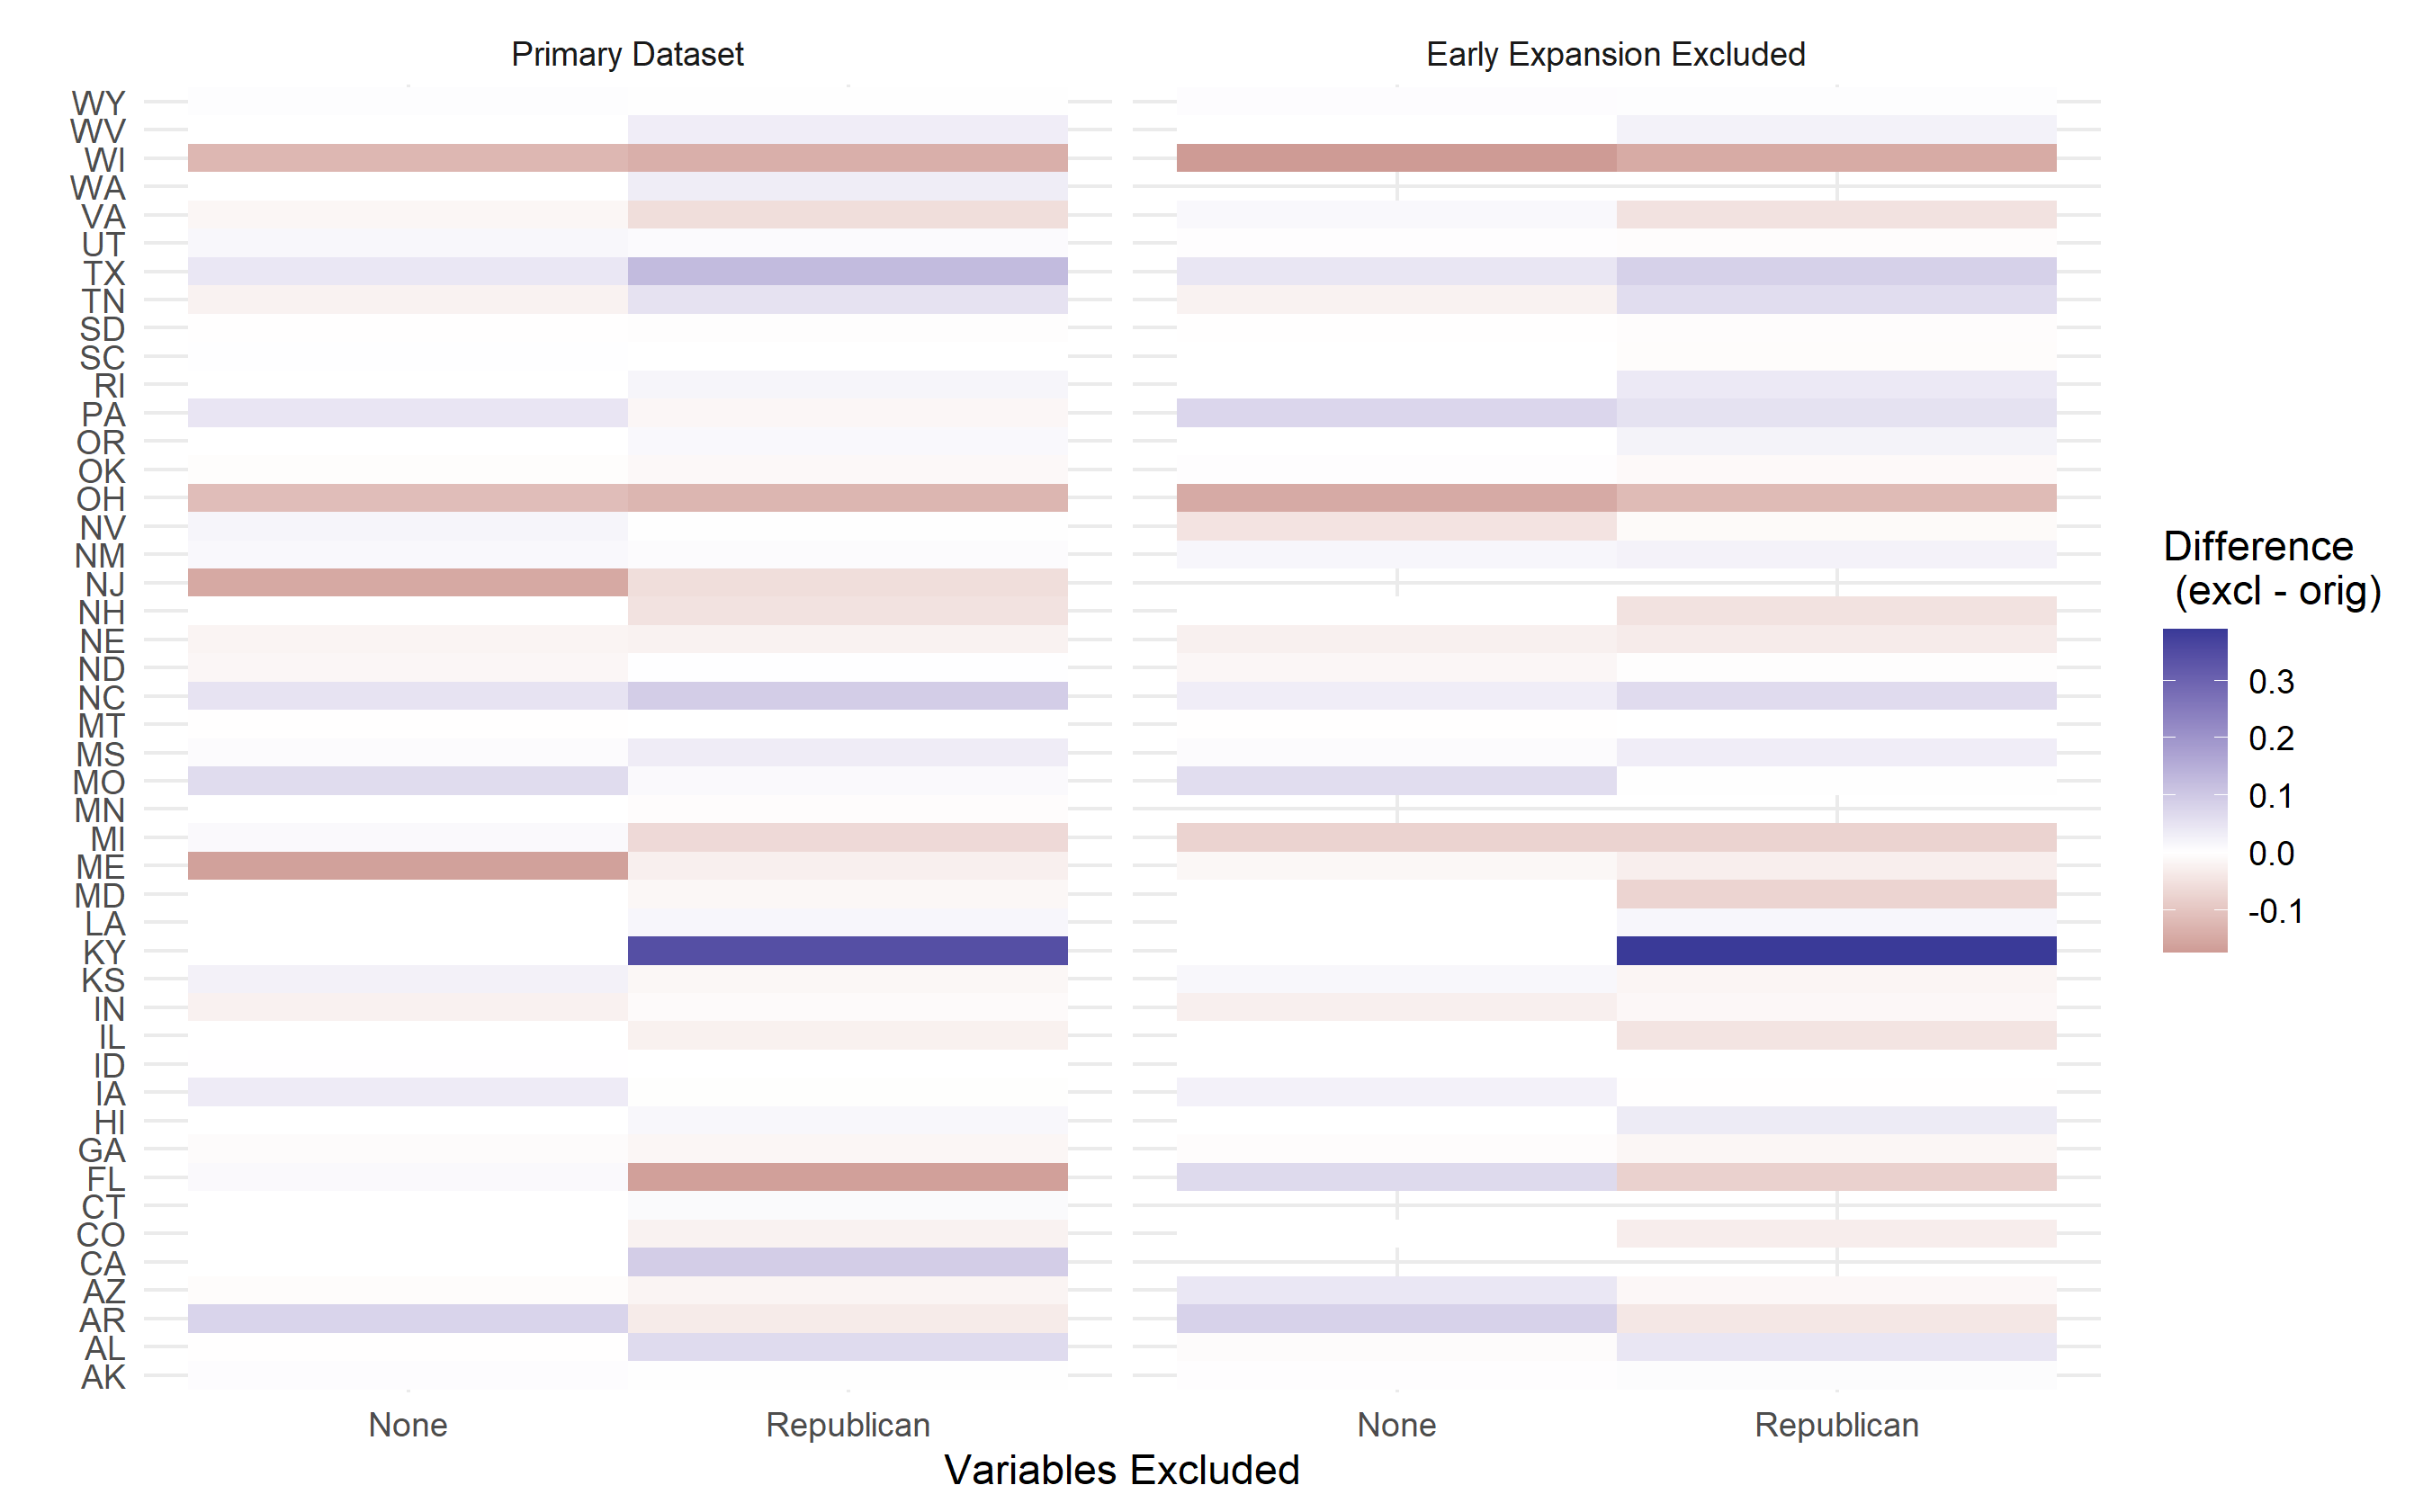 Primary Dataset
Early Expansion Excluded
WY
WV
WI
WA
VA
UT
TX
TN
SD
SC
RI
PA
OR
OK
OH
NV
NM
NJ
NH
NE
ND
NC
MT
MS
MO
MN
MI
ME
MD
LA
KY
KS
IN
IL
ID
IA
HI
GA
FL
CT
CO
CA
AZ
AR
AL
AK
None
Republican
None
Republican
Variables Excluded
Difference
(excl - orig)
0.3
0.2
0.1
0.0
-0.1